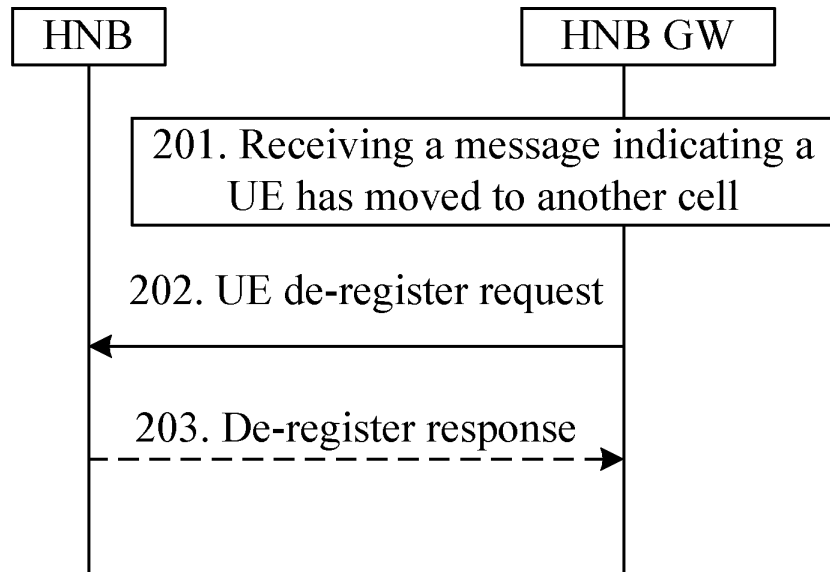 HNB
HNB GW
201. Receiving a message indicating a
UE has moved to another cell
202. UE de-register request
203. De-register response